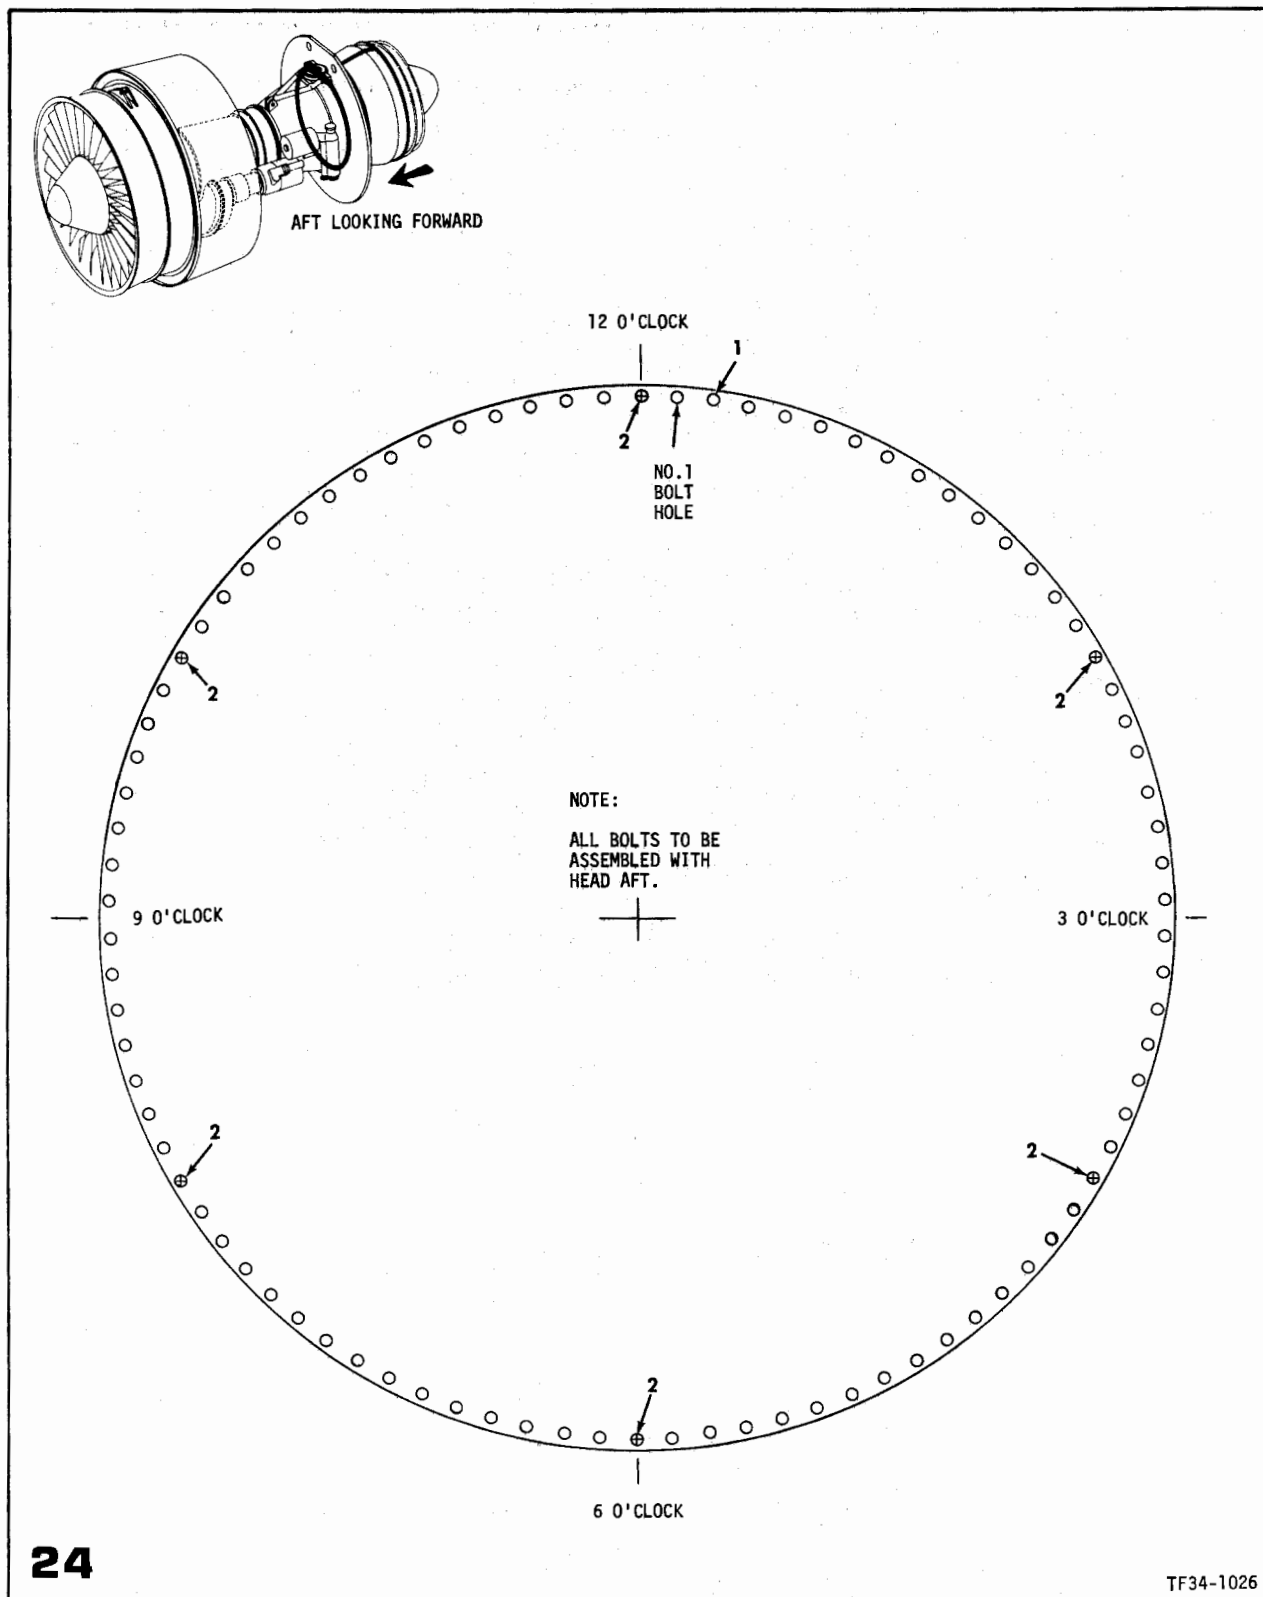 AFT LOOKING FORWARD
12 O'CLOCK
1
2
NO.1
BOLT
HOLE
2
2
NOTE:
ALL BOLTS TO BE
ASSEMBLED WITH
HEAD AFT.
9 O'CLOCK
3 O'CLOCK
2
2
2
6 O'CLOCK
24
TF34-1026